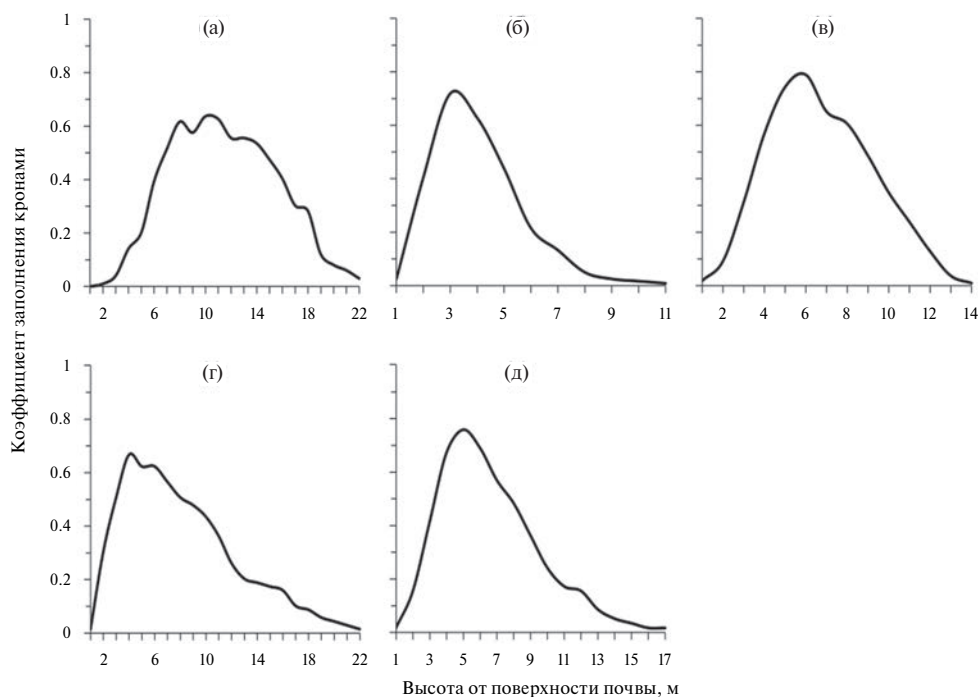 (а)
(б)
(в)
1
0.8
0.6
0.4
0.2
0
2 6 10 14 18 22
1 3 5 7 9 11
2 4 6 8 10 12 14
(г)
(д)
1
0.8
0.6
0.4
0.2
0
2 6 10 14 18 22
1 3 5 7 9 11 13 15 17
Коэффициент заполнения кронами
Высота от поверхности почвы, м